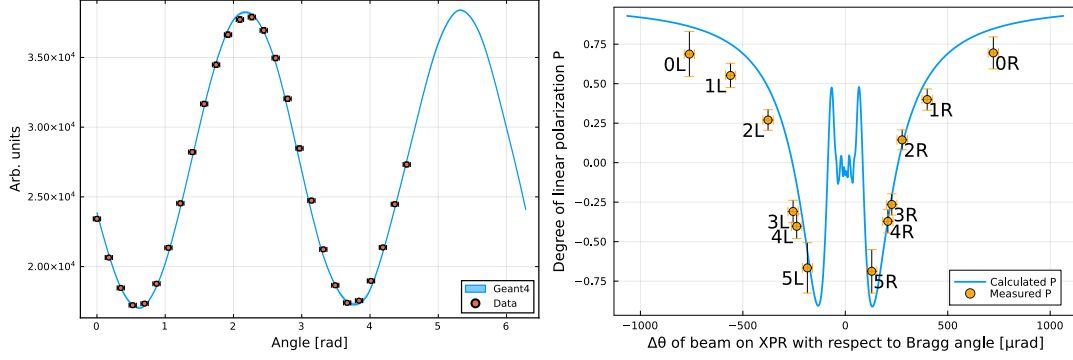 Arb. units
3.50×10⁴
3.00×10⁴
2.50×10⁴
2.00×10⁴
0 1 2 3 4 5 6
Angle [rad]
Geant4
Data
Degree of linear polarization P
0.75
0.50
0.25
0.00
−0.25
−0.50
−0.75
−1000 −500 0 500 1000
Δθ of beam on XPR with respect to Bragg angle [μrad]
0L
1L
2L
3L
4L
5L
0R
1R
2R
3R
4R
5R
Calculated P
Measured P